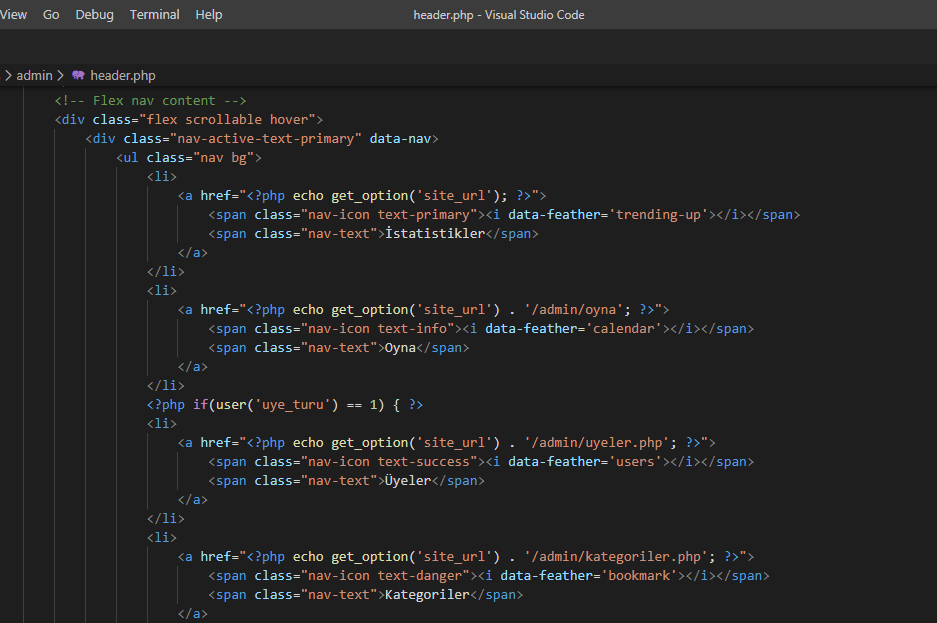 View Go Debug Terminal Help header.php - Visual Studio Code
> admin > header.php
<!-- Flex nav content -->
<div class="flex scrollable hover">
<div class="nav-active-text-primary" data-nav>
<ul class="nav bg">
<li>
<a href="<?php echo get_option('site_url'); ?>">
<span class="nav-icon text-primary"><i data-feather='trending-up'></i></span>
<span class="nav-text">İstatistikler</span>
</a>
</li>
<li>
<a href="<?php echo get_option('site_url') . '/admin/oyna'; ?>">
<span class="nav-icon text-info"><i data-feather='calendar'></i></span>
<span class="nav-text">Oyna</span>
</a>
</li>
<?php if(user('uye_turu') == 1) { ?>
<li>
<a href="<?php echo get_option('site_url') . '/admin/uyeler.php'; ?>">
<span class="nav-icon text-success"><i data-feather='users'></i></span>
<span class="nav-text">Üyeler</span>
</a>
</li>
<li>
<a href="<?php echo get_option('site_url') . '/admin/kategoriler.php'; ?>">
<span class="nav-icon text-danger"><i data-feather='bookmark'></i></span>
<span class="nav-text">Kategoriler</span>
</a>